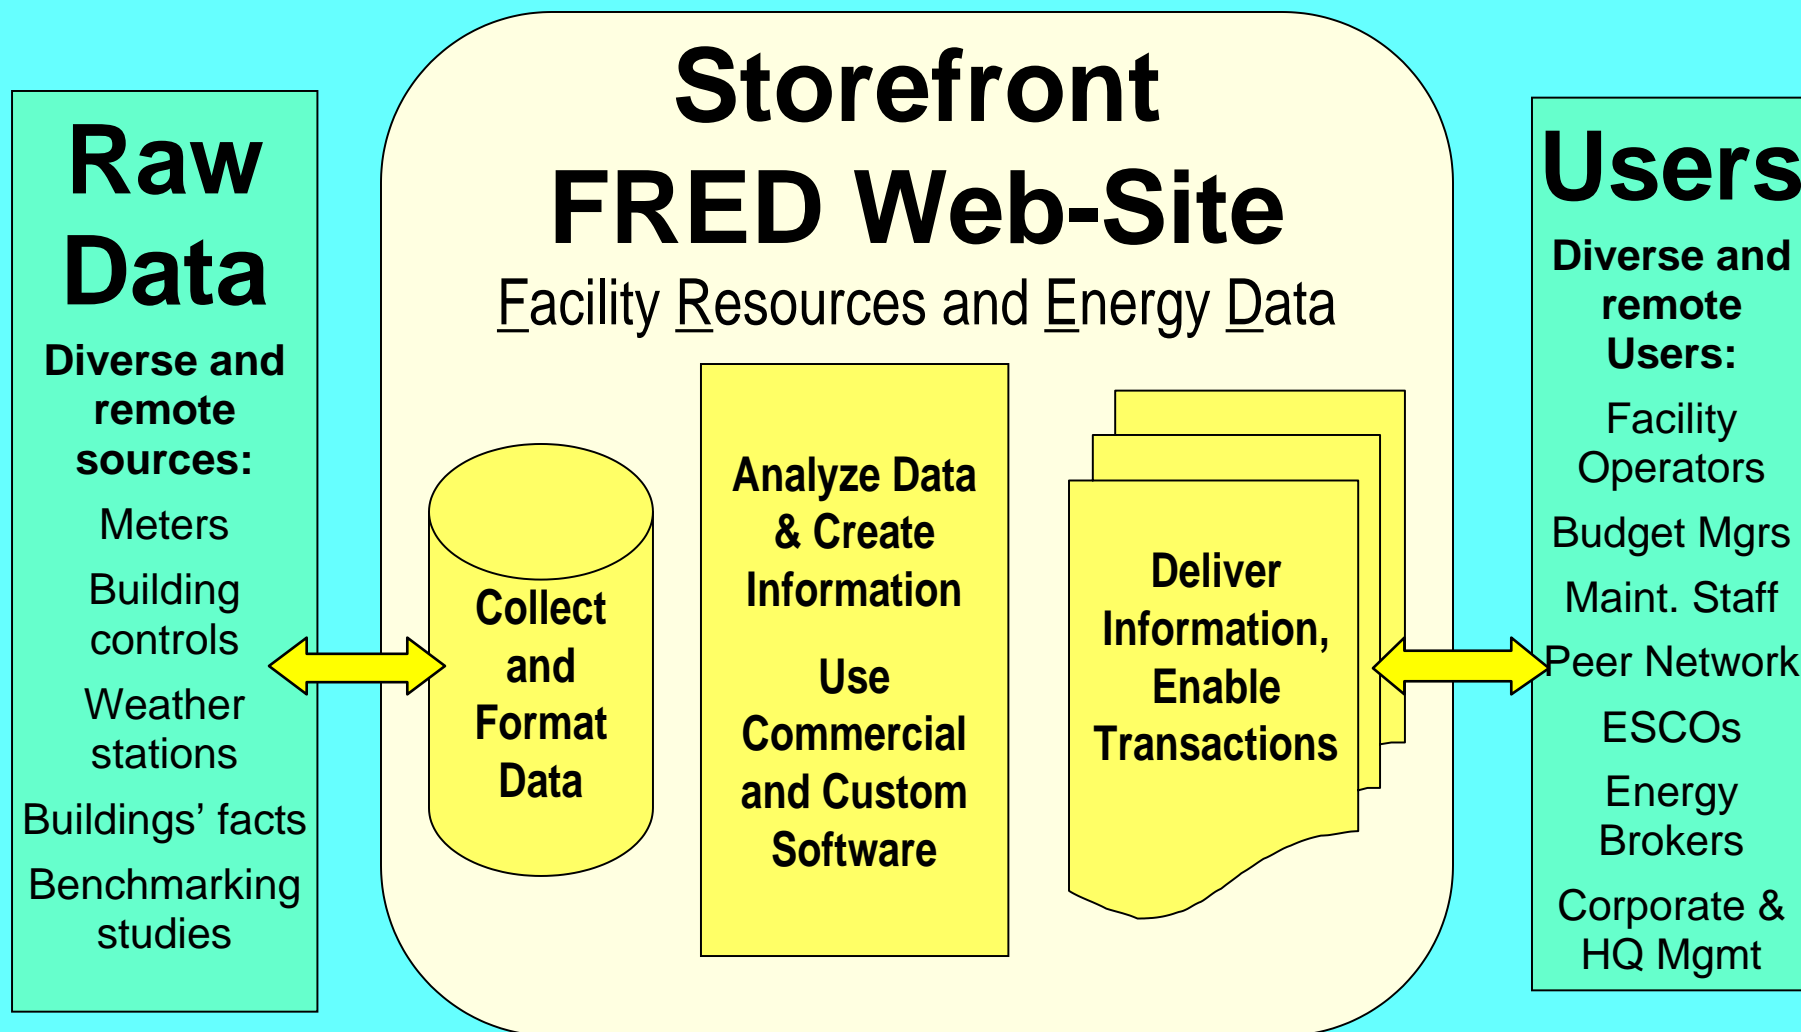 Raw
Data
Diverse and
remote
sources:
Meters
Building
controls
Weather
stations
Buildings’ facts
Benchmarking
studies
Storefront
FRED Web-Site
Facility Resources and Energy Data
Collect
and
Format
Data
Analyze Data
& Create
Information
Use
Commercial
and Custom
Software
Deliver
Information,
Enable
Transactions
Users
Diverse and
remote
Users:
Facility
Operators
Budget Mgrs
Maint. Staff
Peer Network
ESCOs
Energy
Brokers
Corporate &
HQ Mgmt